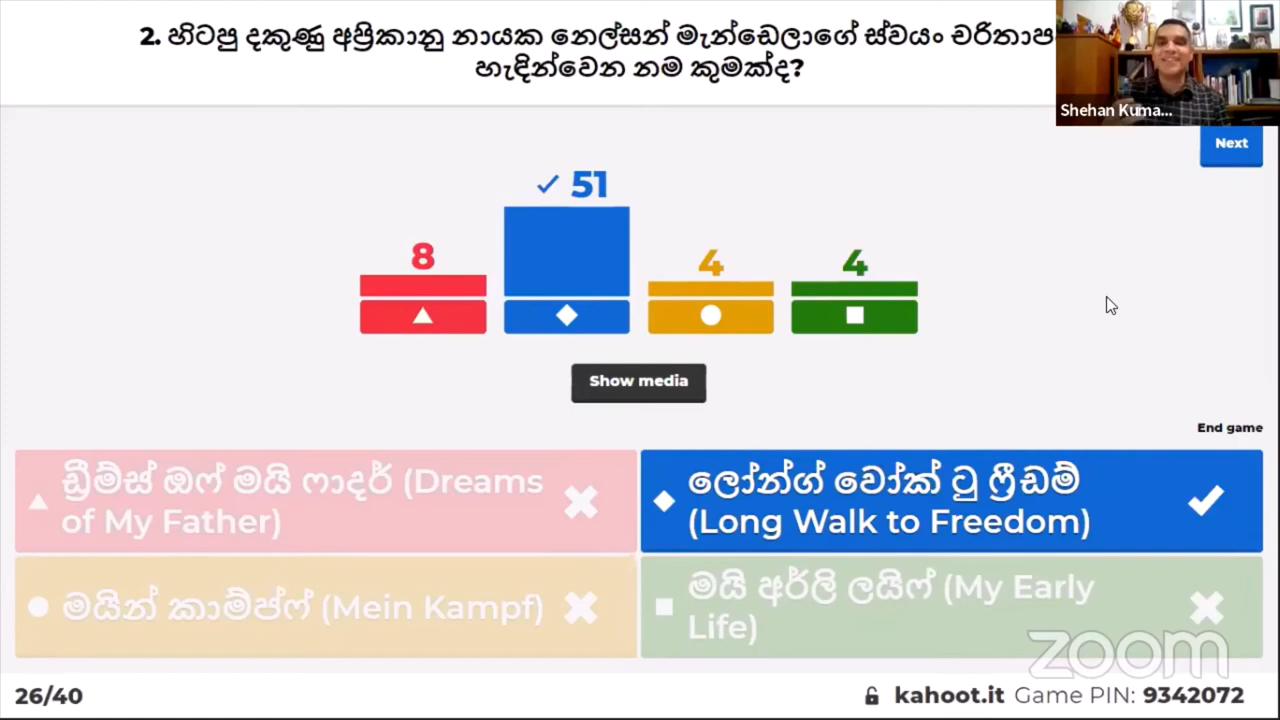 2. හිටපු දකුණු අප්‍රිකානු නායක නෙල්සන් මැන්ඩෙලාගේ ස්වයං
හැඳින්වෙන නම කුමක්ද?
Shehan Kuma...
Next
8
51
4
4
Show media
End game
ඩ්‍රීම්ස් ඔෆ් මයි ෆාදර් (Dreams
of My Father)
ලෝන්ග් වෝක් ටු ෆ්‍රීඩම්
(Long Walk to Freedom)
මයින් කාම්ප්ෆ් (Mein Kampf)
මයි අර්ලි ලයිෆ් (My Early
Life)
zoom
26/40
kahoot.it Game PIN: 9342072